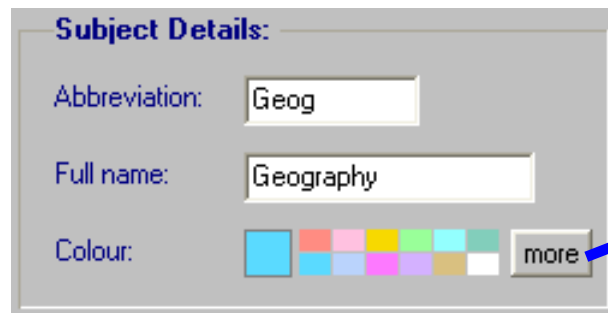 Subject Details:
Abbreviation: Geog
Full name: Geography
Colour: more